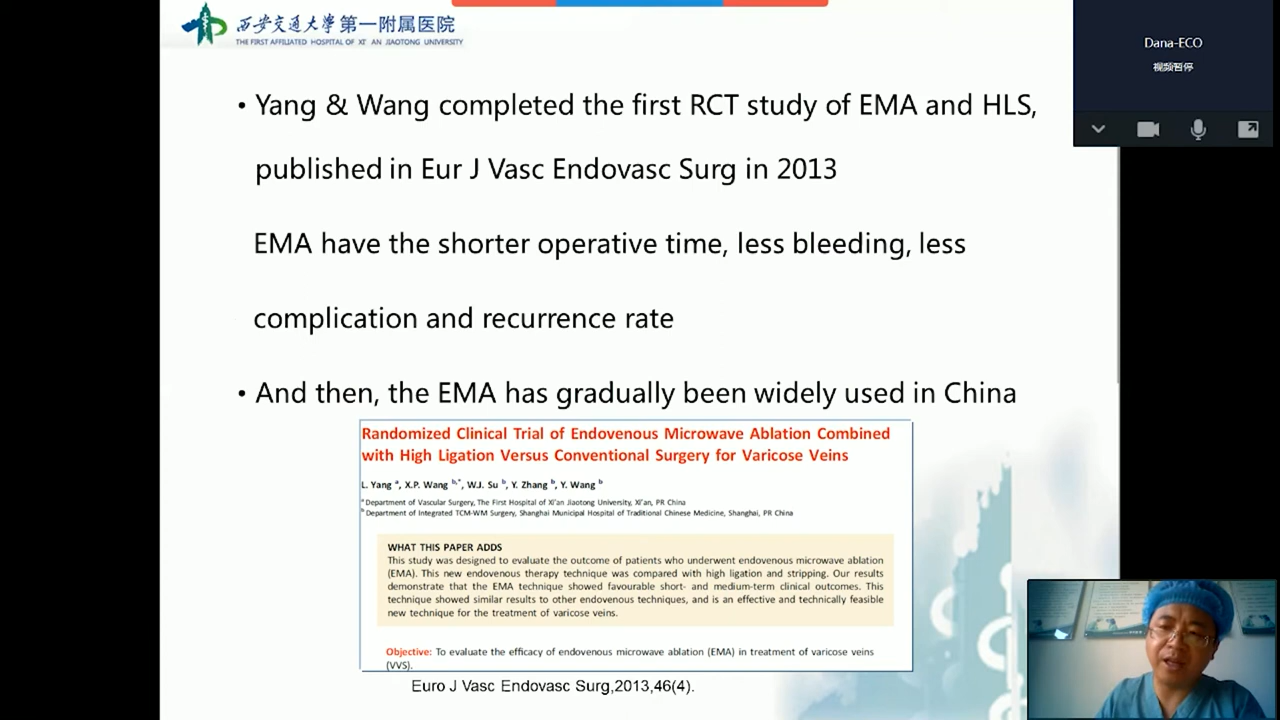 西安交通大学第一附属医院
THE FIRST AFFILIATED HOSPITAL OF XI' AN JIAOTONG UNIVERSITY
Dana-ECO
视频暂停
• Yang & Wang completed the first RCT study of EMA and HLS,
published in Eur J Vasc Endovasc Surg in 2013
EMA have the shorter operative time, less bleeding, less
complication and recurrence rate
• And then, the EMA has gradually been widely used in China
Randomized Clinical Trial of Endovenous Microwave Ablation Combined
with High Ligation Versus Conventional Surgery for Varicose Veins
L. Yang a, X.P. Wang b,*, W.J. Su b, Y. Zhang b, Y. Wang b
a Department of Vascular Surgery, The First Hospital of Xi'an Jiaotong University, Xi'an, PR China
b Department of Integrated TCM-WM Surgery, Shanghai Municipal Hospital of Traditional Chinese Medicine, Shanghai, PR China
WHAT THIS PAPER ADDS
This study was designed to evaluate the outcome of patients who underwent endovenous microwave ablation
(EMA). This new endovenous therapy technique was compared with high ligation and stripping. Our results
demonstrate that the EMA technique showed favourable short- and medium-term clinical outcomes. This
technique showed similar results to other endovenous techniques, and is an effective and technically feasible
new technique for the treatment of varicose veins.
Objective: To evaluate the efficacy of endovenous microwave ablation (EMA) in treatment of varicose veins
(VVS).
Euro J Vasc Endovasc Surg,2013,46(4).